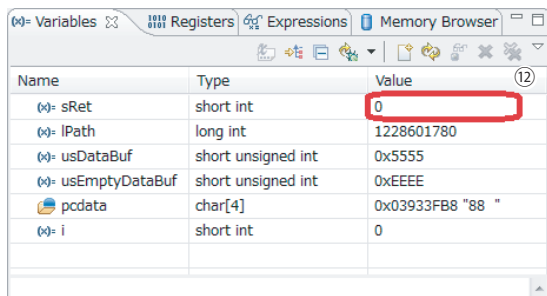 (x)= Variables 1010 0101 Registers Expressions Memory Browser
⑫
Name Type Value
(x)= sRet short int 0
(x)= lPath long int 1228601780
(x)= usDataBuf short unsigned int 0x5555
(x)= usEmptyDataBuf short unsigned int 0xEEEE
pcdata char[4] 0x03933FB8 "88  "
(x)= i short int 0